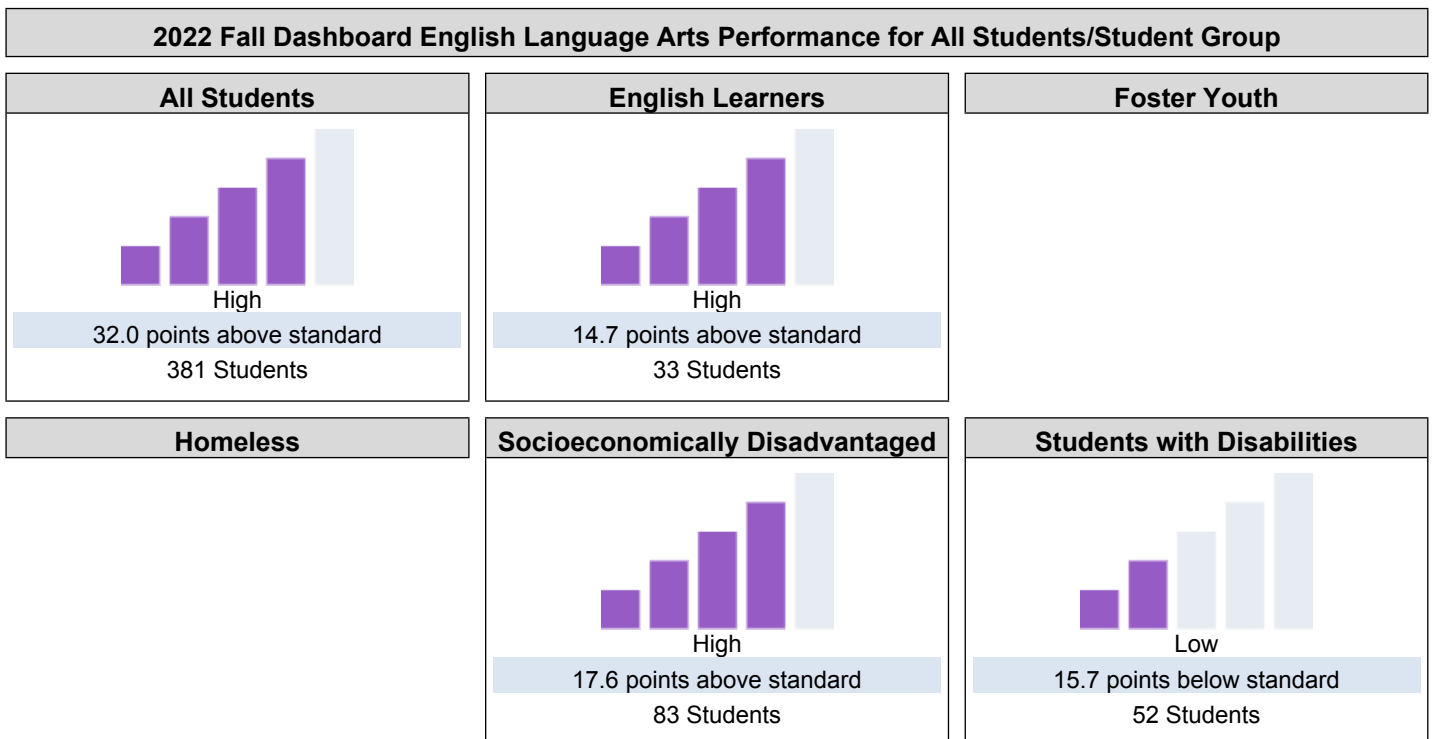 2022 Fall Dashboard English Language Arts Performance for All Students/Student Group
All Students
High
32.0 points above standard
381 Students
English Learners
High
14.7 points above standard
33 Students
Foster Youth
Homeless
Socioeconomically Disadvantaged
High
17.6 points above standard
83 Students
Students with Disabilities
Low
15.7 points below standard
52 Students